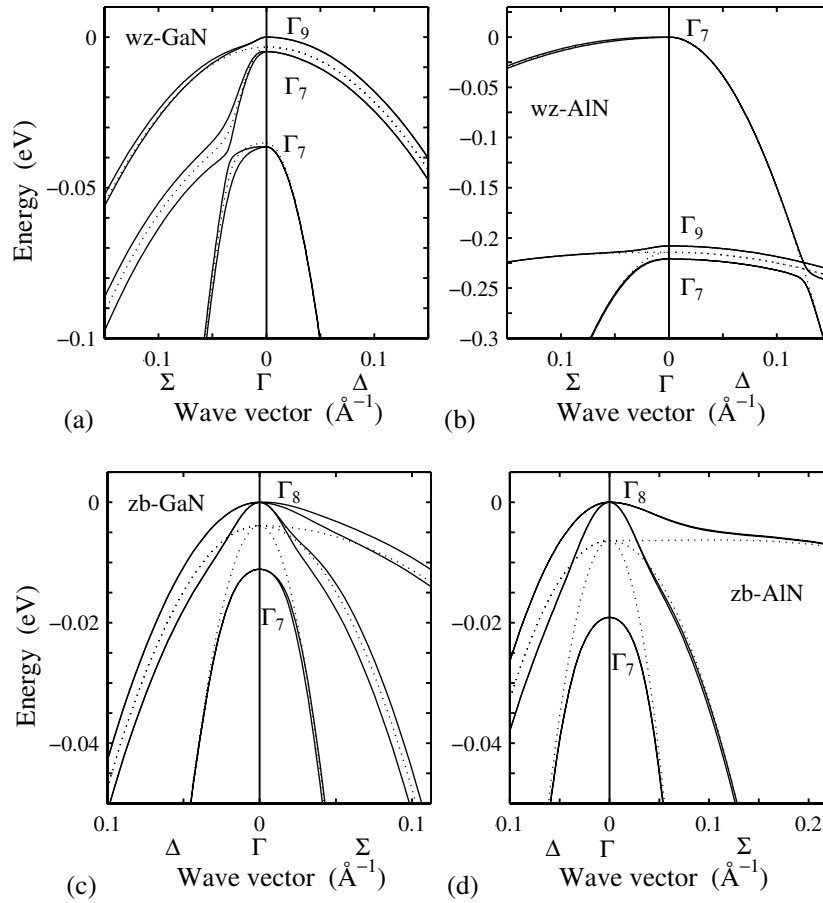 wz-GaN
Γ9
Γ7
Γ7
0
−0.05
−0.1
Energy (eV)
0.1 0 0.1
Σ Γ Δ
Wave vector (Å−1)
(a)
Γ7
wz-AlN
Γ9
Γ7
0
−0.05
−0.1
−0.15
−0.2
−0.25
−0.3
0.1 0 0.1
Σ Γ Δ
Wave vector (Å−1)
(b)
zb-GaN
Γ8
Γ7
0
−0.02
−0.04
Energy (eV)
0.1 0 0.1
Δ Γ Σ
Wave vector (Å−1)
(c)
Γ8
zb-AlN
Γ7
0
−0.02
−0.04
0.1 0 0.1 0.2
Δ Γ Σ
Wave vector (Å−1)
(d)